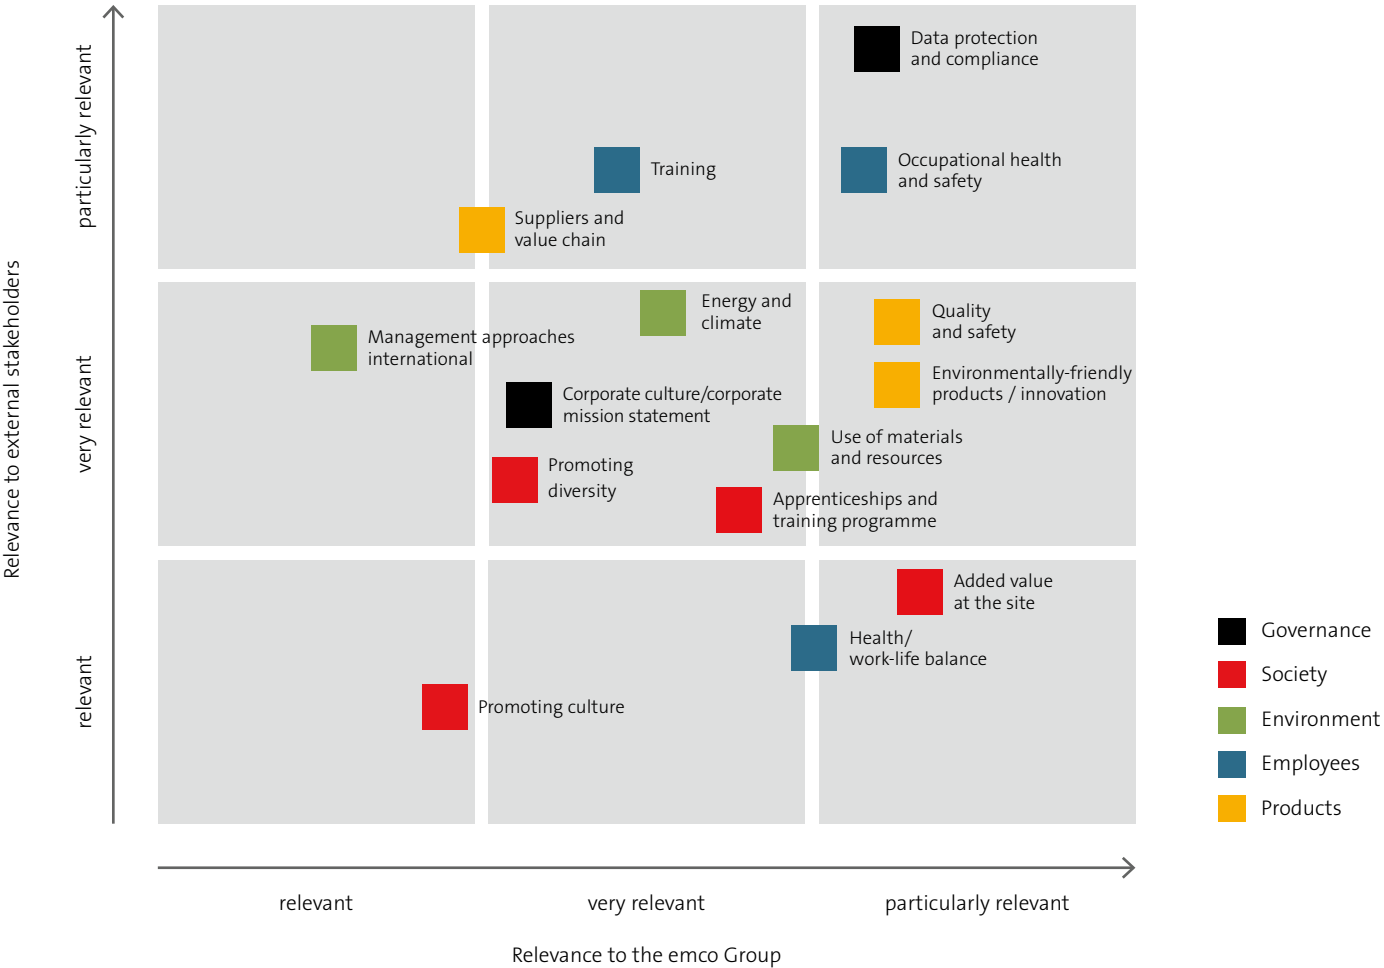 particularly relevant
very relevant
relevant
Relevance to external stakeholders
Data protection
and compliance
Training
Occupational health
and safety
Suppliers and
value chain
Energy and
climate
Quality
and safety
Management approaches
international
Environmentally-friendly
products / innovation
Corporate culture/corporate
mission statement
Use of materials
and resources
Promoting
diversity
Apprenticeships and
training programme
Added value
at the site
Health/
work-life balance
Promoting culture
Governance
Society
Environment
Employees
Products
relevant
very relevant
particularly relevant
Relevance to the emco Group